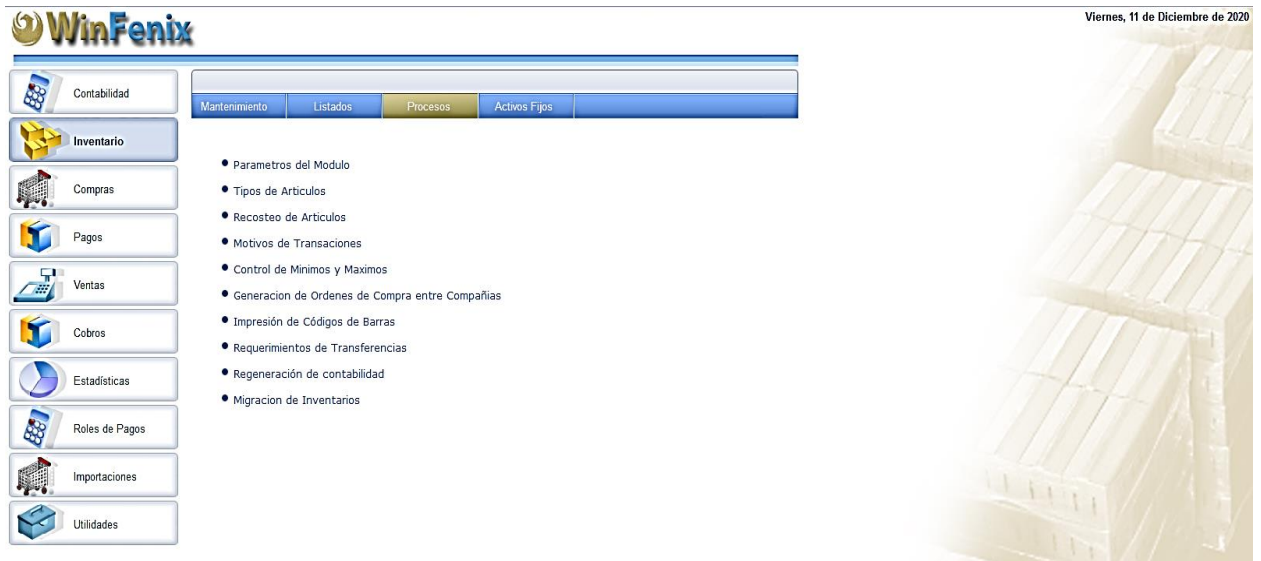 WinFenix
Viernes, 11 de Diciembre de 2020
Contabilidad
Inventario
Compras
Pagos
Ventas
Cobros
Estadísticas
Roles de Pagos
Importaciones
Utilidades
Mantenimiento Listados Procesos Activos Fijos
Parametros del Modulo
Tipos de Articulos
Recosteo de Articulos
Motivos de Transaciones
Control de Minimos y Maximos
Generacion de Ordenes de Compra entre Compañias
Impresión de Códigos de Barras
Requerimientos de Transferencias
Regeneración de contabilidad
Migracion de Inventarios